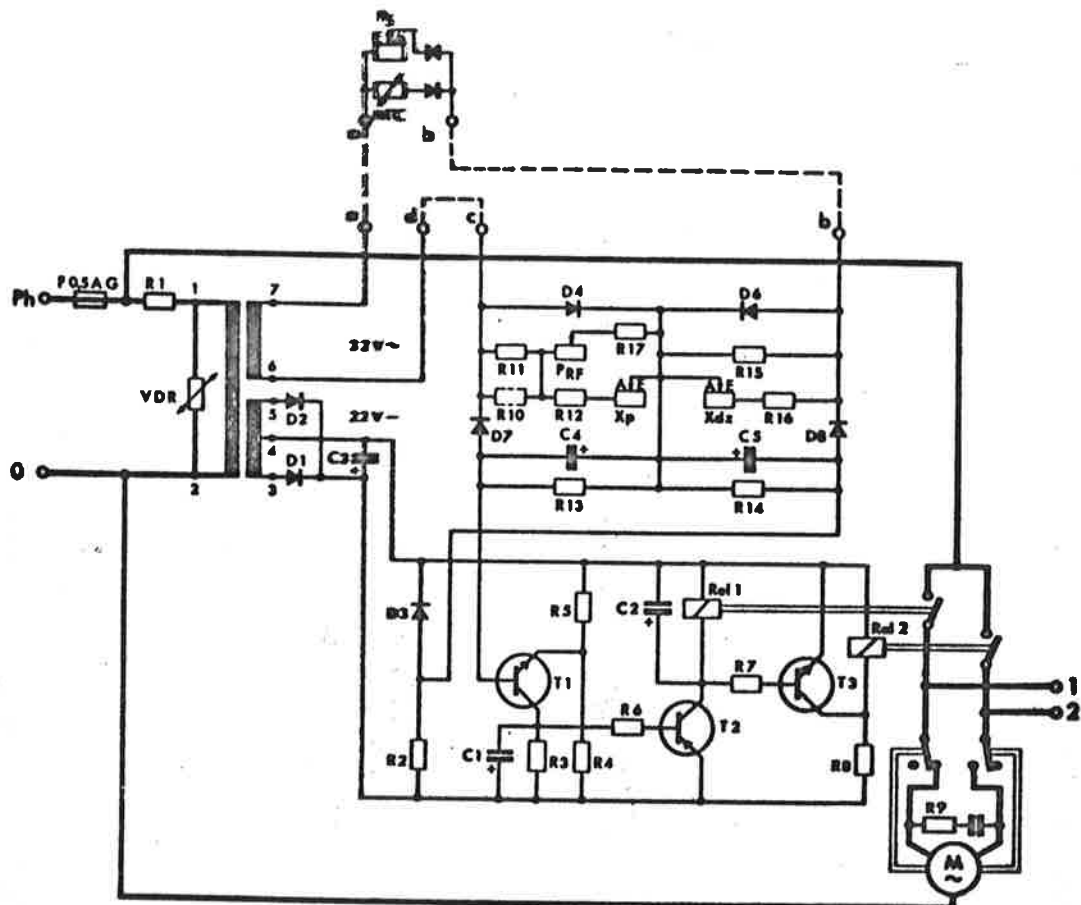 b
d
c
b
F 0,5 A G
Ph
R1
1
7
22V~
6
VDR
5
D2
22V-
4
C3
+
D1
0
2
3
D4
D6
R17
R11
PRF
R15
A↓E
A↓E
R10
R12
Xp
Xdz
R16
D7
C4
+
C5
+
D8
R13
R14
R5
C2
+
Rel 1
Rel 2
D3
T1
R7
T3
1
2
R6
T2
R2
C1
+
R3
R4
R8
R9
M
~